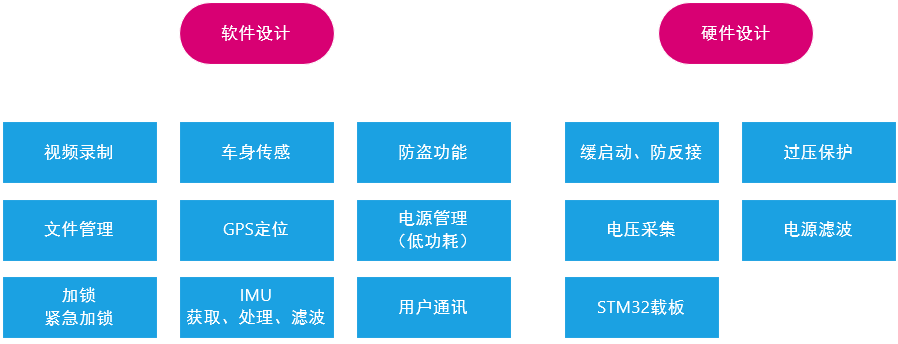 软件设计
硬件设计
视频录制
车身传感
防盗功能
缓启动、防反接
过压保护
文件管理
GPS定位
电源管理
（低功耗）
电压采集
电源滤波
加锁
紧急加锁
IMU
获取、处理、滤波
用户通讯
STM32载板